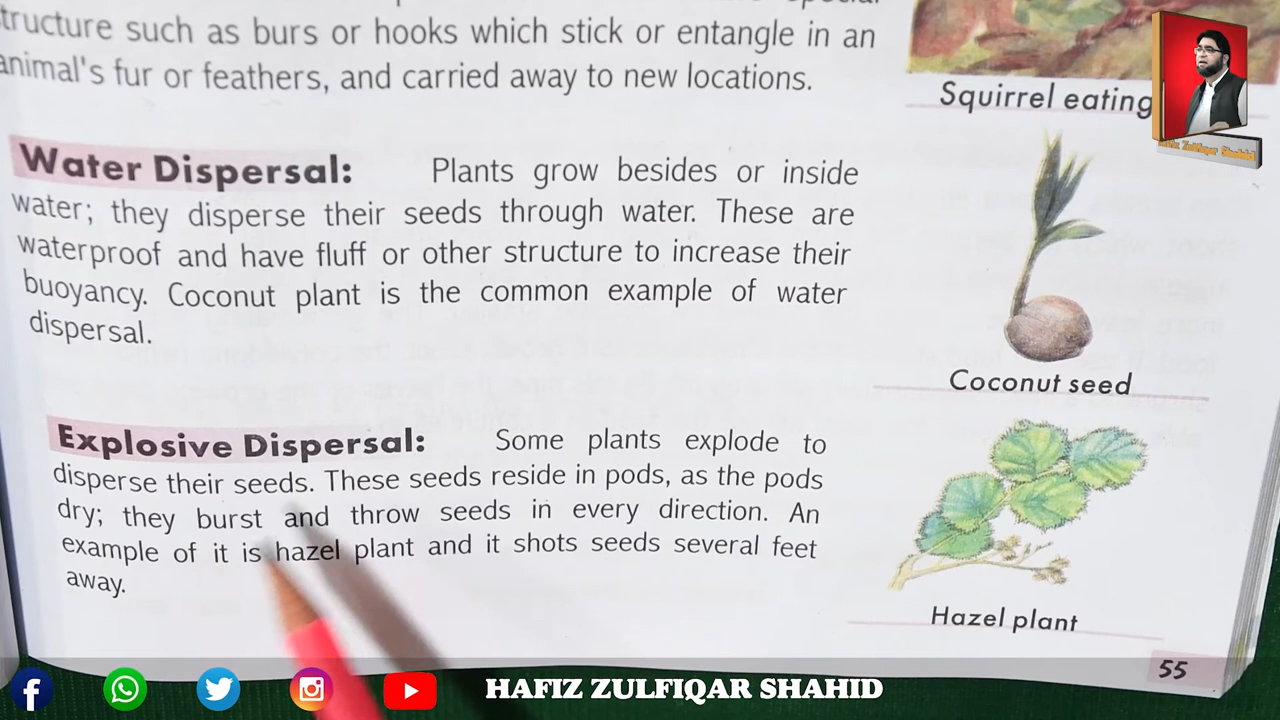 structure such as burs or hooks which stick or entangle in an
animal's fur or feathers, and carried away to new locations.
Squirrel eating
Water Dispersal: Plants grow besides or inside
water; they disperse their seeds through water. These are
waterproof and have fluff or other structure to increase their
buoyancy. Coconut plant is the common example of water
dispersal.
Coconut seed
Explosive Dispersal: Some plants explode to
disperse their seeds. These seeds reside in pods, as the pods
dry; they burst and throw seeds in every direction. An
example of it is hazel plant and it shots seeds several feet
away.
Hazel plant
55
Hafiz Zulfiqar Shahid
HAFIZ ZULFIQAR SHAHID